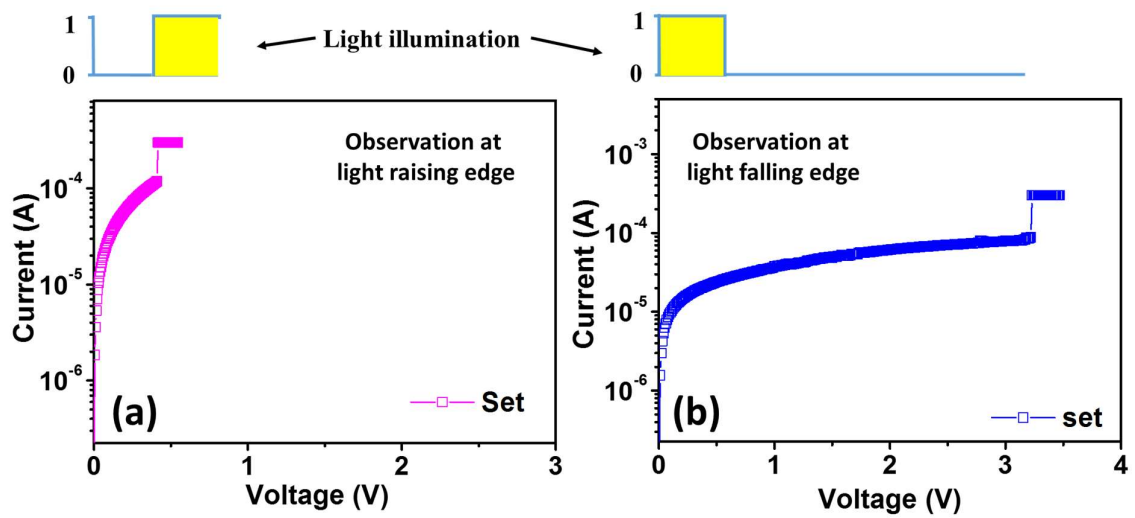 1
0
Light illumination
1
0
Observation at
light raising edge
10⁻⁴
10⁻⁵
10⁻⁶
Current (A)
(a)
Set
0
1
2
3
Voltage (V)
Observation at
light falling edge
10⁻³
10⁻⁴
10⁻⁵
10⁻⁶
Current (A)
(b)
set
0
1
2
3
4
Voltage (V)